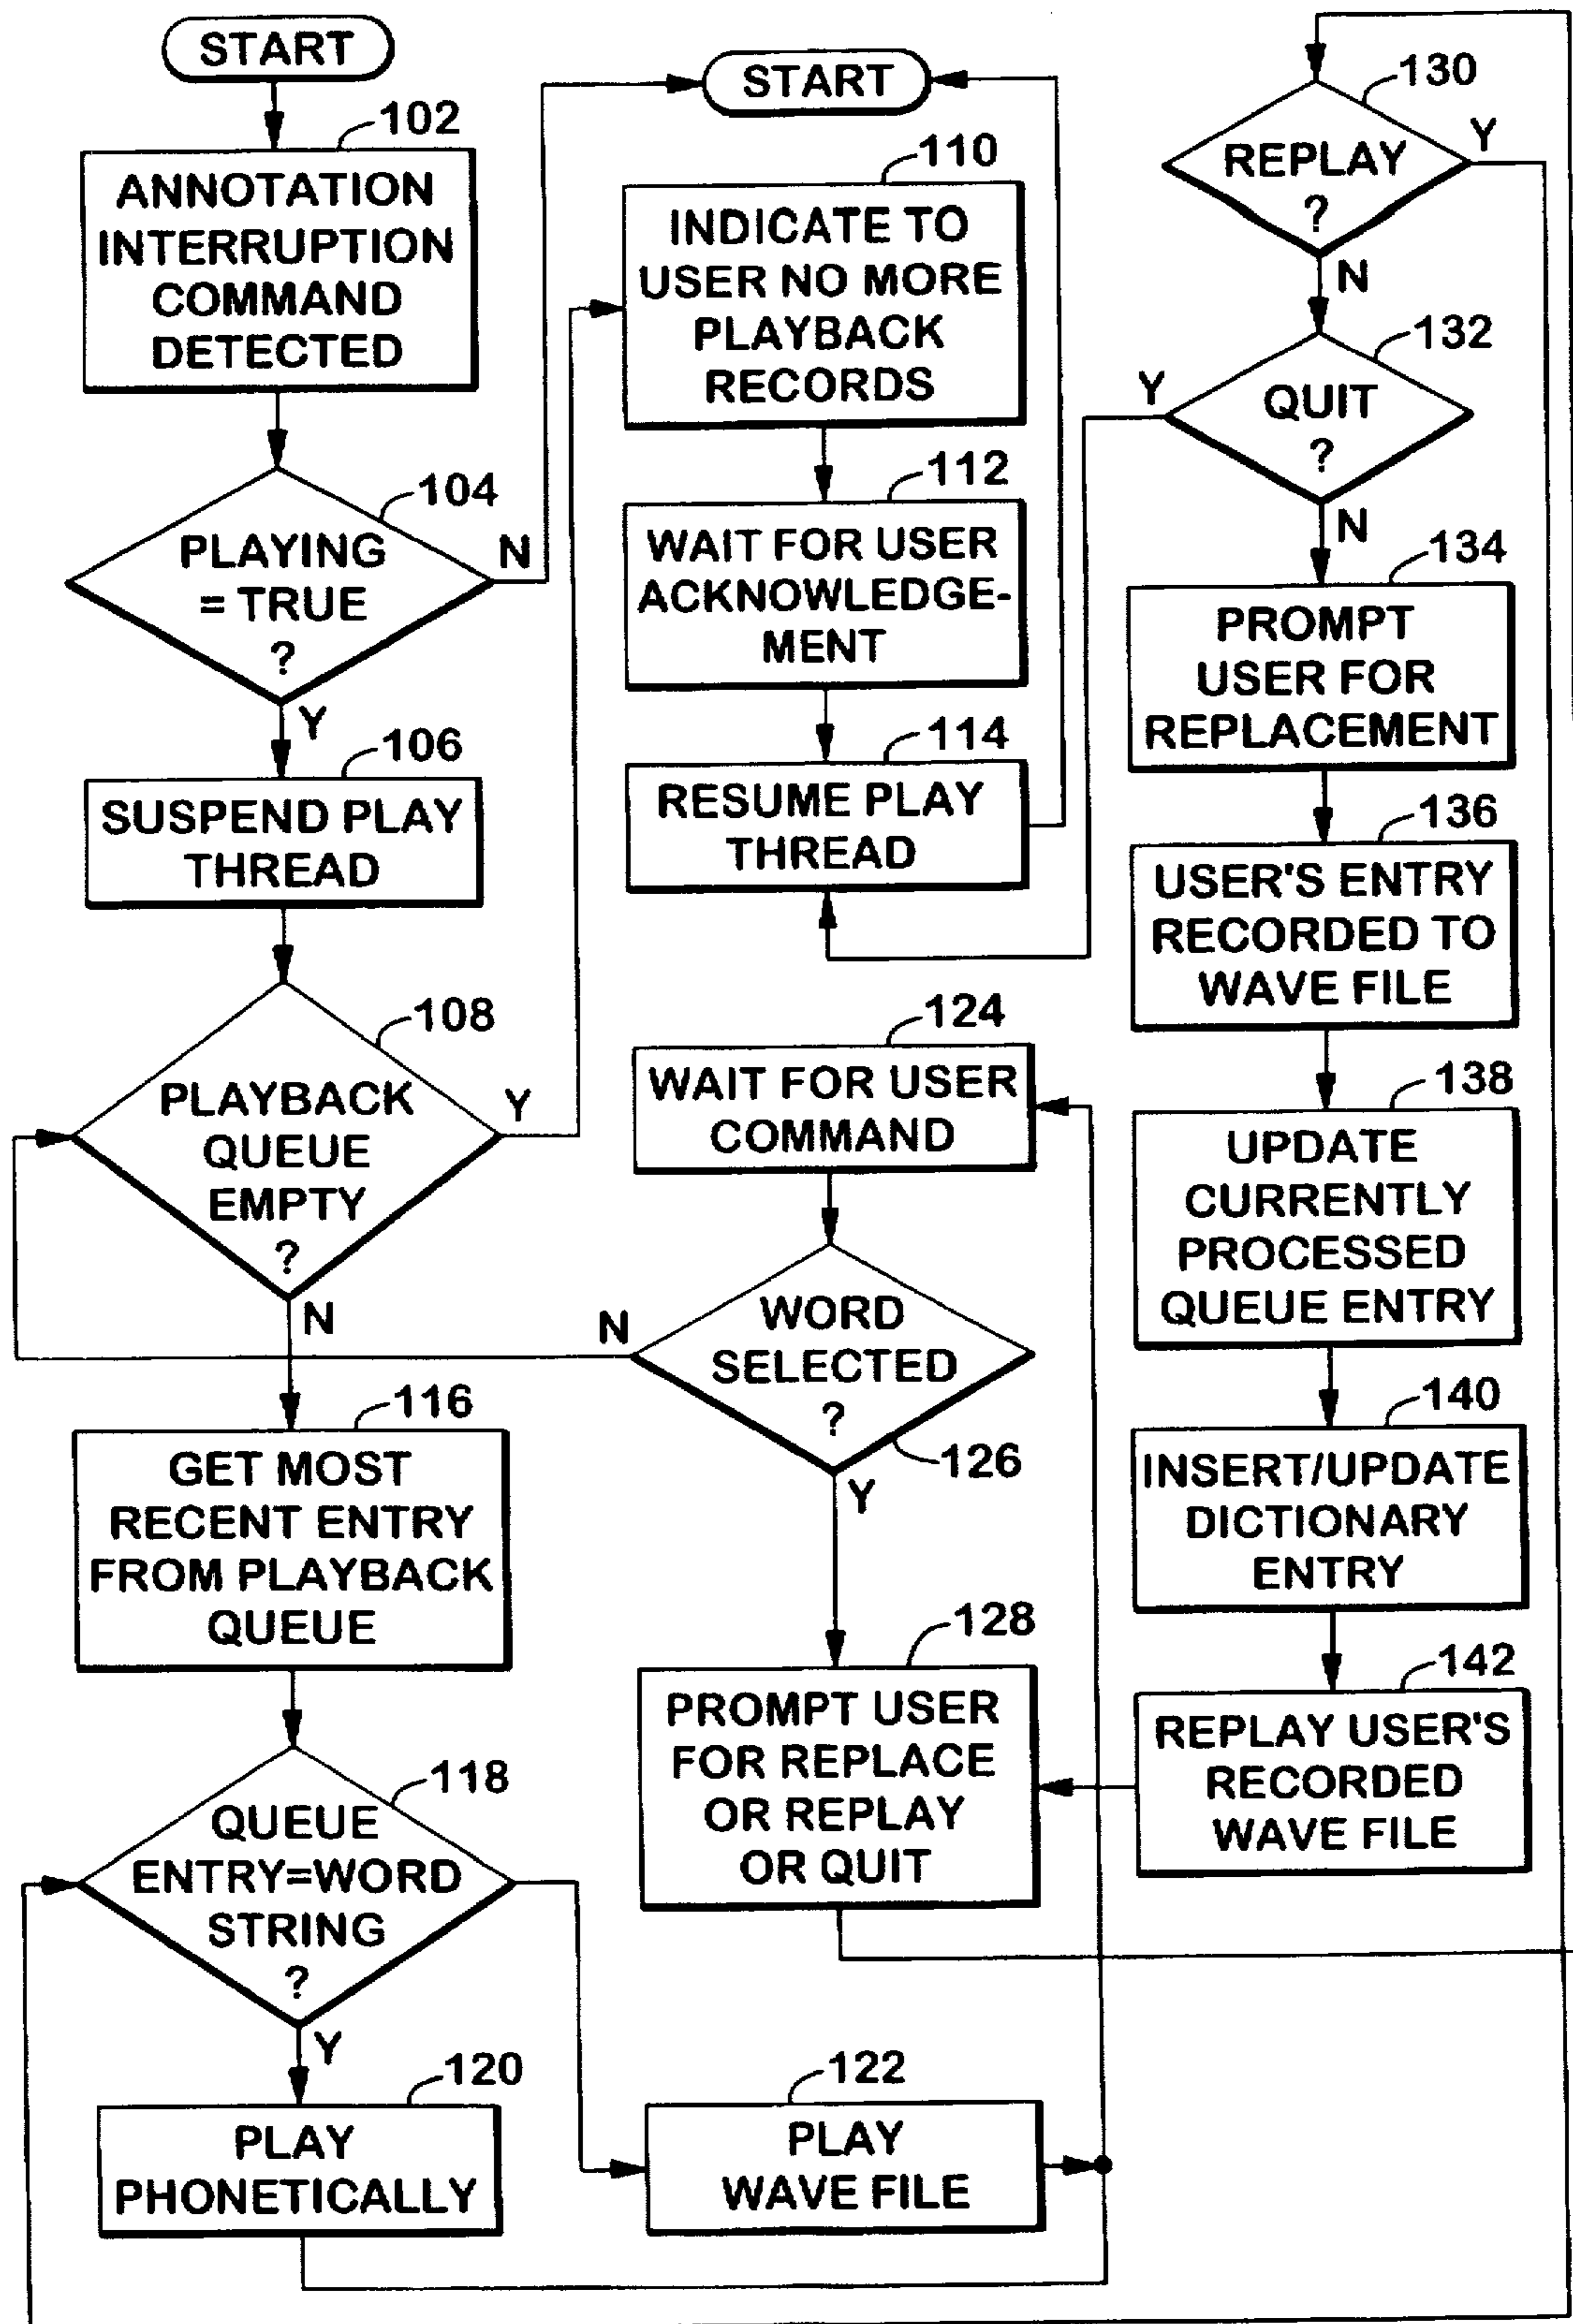 START
102
ANNOTATION
INTERRUPTION
COMMAND
DETECTED
104
PLAYING
= TRUE
?
N
Y
106
SUSPEND PLAY
THREAD
108
PLAYBACK
QUEUE
EMPTY
?
Y
N
116
GET MOST
RECENT ENTRY
FROM PLAYBACK
QUEUE
118
QUEUE
ENTRY=WORD
STRING
?
Y
120
PLAY
PHONETICALLY
START
110
INDICATE TO
USER NO MORE
PLAYBACK
RECORDS
112
WAIT FOR USER
ACKNOWLEDGE-
MENT
114
RESUME PLAY
THREAD
124
WAIT FOR USER
COMMAND
N
WORD
SELECTED
?
126
Y
128
PROMPT USER
FOR REPLACE
OR REPLAY
OR QUIT
122
PLAY
WAVE FILE
130
REPLAY
?
Y
N
132
Y
QUIT
?
N
134
PROMPT
USER FOR
REPLACEMENT
136
USER'S ENTRY
RECORDED TO
WAVE FILE
138
UPDATE
CURRENTLY
PROCESSED
QUEUE ENTRY
140
INSERT/UPDATE
DICTIONARY
ENTRY
142
REPLAY USER'S
RECORDED
WAVE FILE